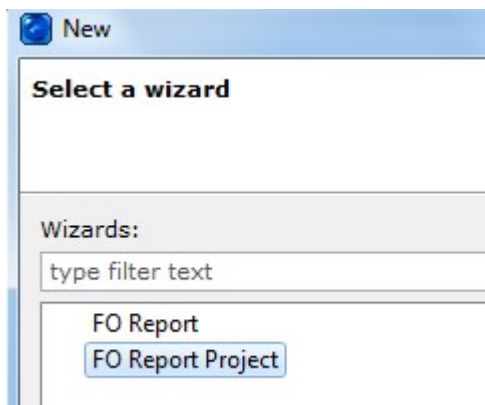 New
Select a wizard
Wizards:
type filter text
FO Report
FO Report Project